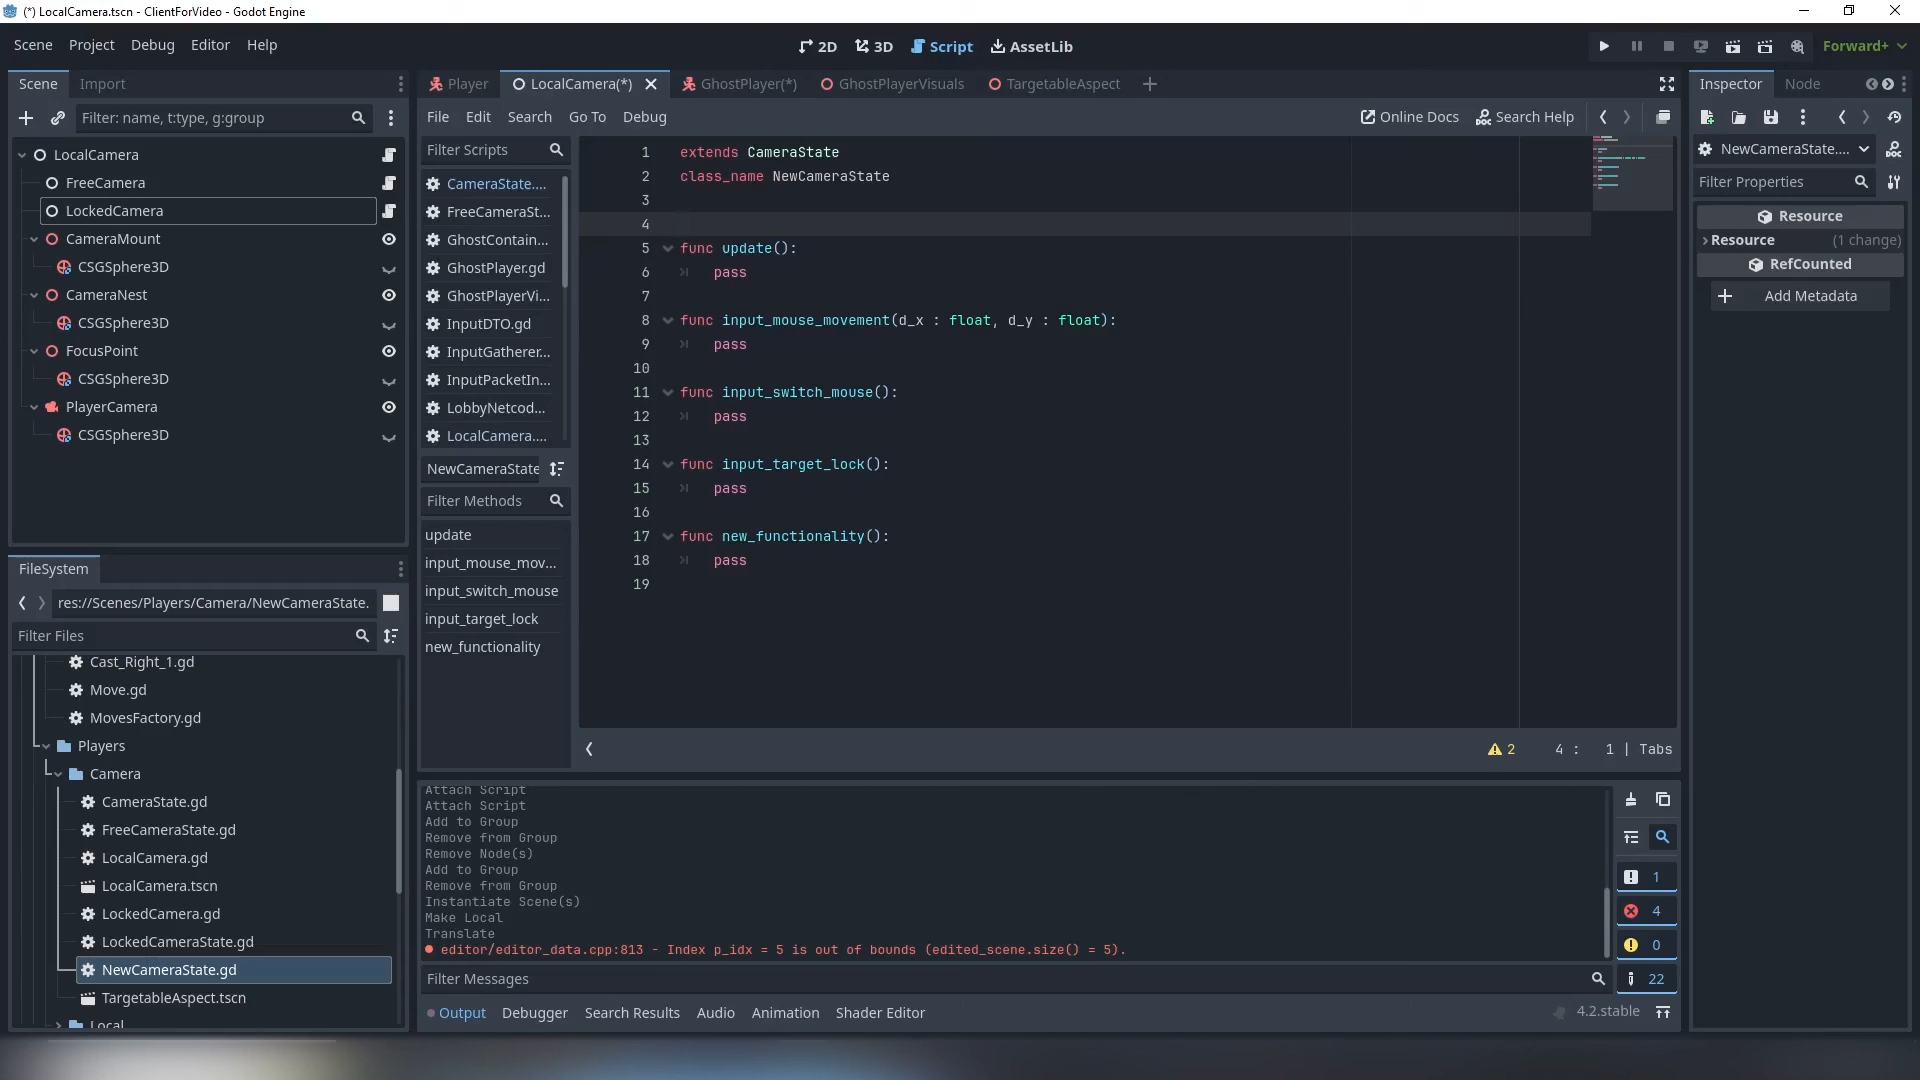 (*) LocalCamera.tscn - ClientForVideo - Godot Engine
Scene Project Debug Editor Help
2D 3D Script AssetLib
Forward+
Scene Import
Filter: name, t:type, g:group
LocalCamera
FreeCamera
LockedCamera
CameraMount
CSGSphere3D
CameraNest
CSGSphere3D
FocusPoint
CSGSphere3D
PlayerCamera
CSGSphere3D
FileSystem
res://Scenes/Players/Camera/NewCameraState.
Filter Files
Cast_Right_1.gd
Move.gd
MovesFactory.gd
Players
Camera
CameraState.gd
FreeCameraState.gd
LocalCamera.gd
LocalCamera.tscn
LockedCamera.gd
LockedCameraState.gd
NewCameraState.gd
TargetableAspect.tscn
Local
Player LocalCamera(*) GhostPlayer(*) GhostPlayerVisuals TargetableAspect
File Edit Search Go To Debug
Online Docs Search Help
Filter Scripts
CameraState....
FreeCameraSt...
GhostContain...
GhostPlayer.gd
GhostPlayerVi...
InputDTO.gd
InputGatherer...
InputPacketIn...
LobbyNetcod...
LocalCamera....
NewCameraState
Filter Methods
update
input_mouse_mov...
input_switch_mouse
input_target_lock
new_functionality
1 extends CameraState
2 class_name NewCameraState
3
4
5 func update():
6 pass
7
8 func input_mouse_movement(d_x : float, d_y : float):
9 pass
10
11 func input_switch_mouse():
12 pass
13
14 func input_target_lock():
15 pass
16
17 func new_functionality():
18 pass
19
2 4 : 1 | Tabs
Attach Script
Attach Script
Add to Group
Remove from Group
Remove Node(s)
Add to Group
Remove from Group
Instantiate Scene(s)
Make Local
Translate
editor/editor_data.cpp:813 - Index p_idx = 5 is out of bounds (edited_scene.size() = 5).
Filter Messages
1
4
0
22
Output Debugger Search Results Audio Animation Shader Editor
4.2.stable
Inspector Node
NewCameraState....
DOC
Filter Properties
Resource
Resource (1 change)
RefCounted
Add Metadata